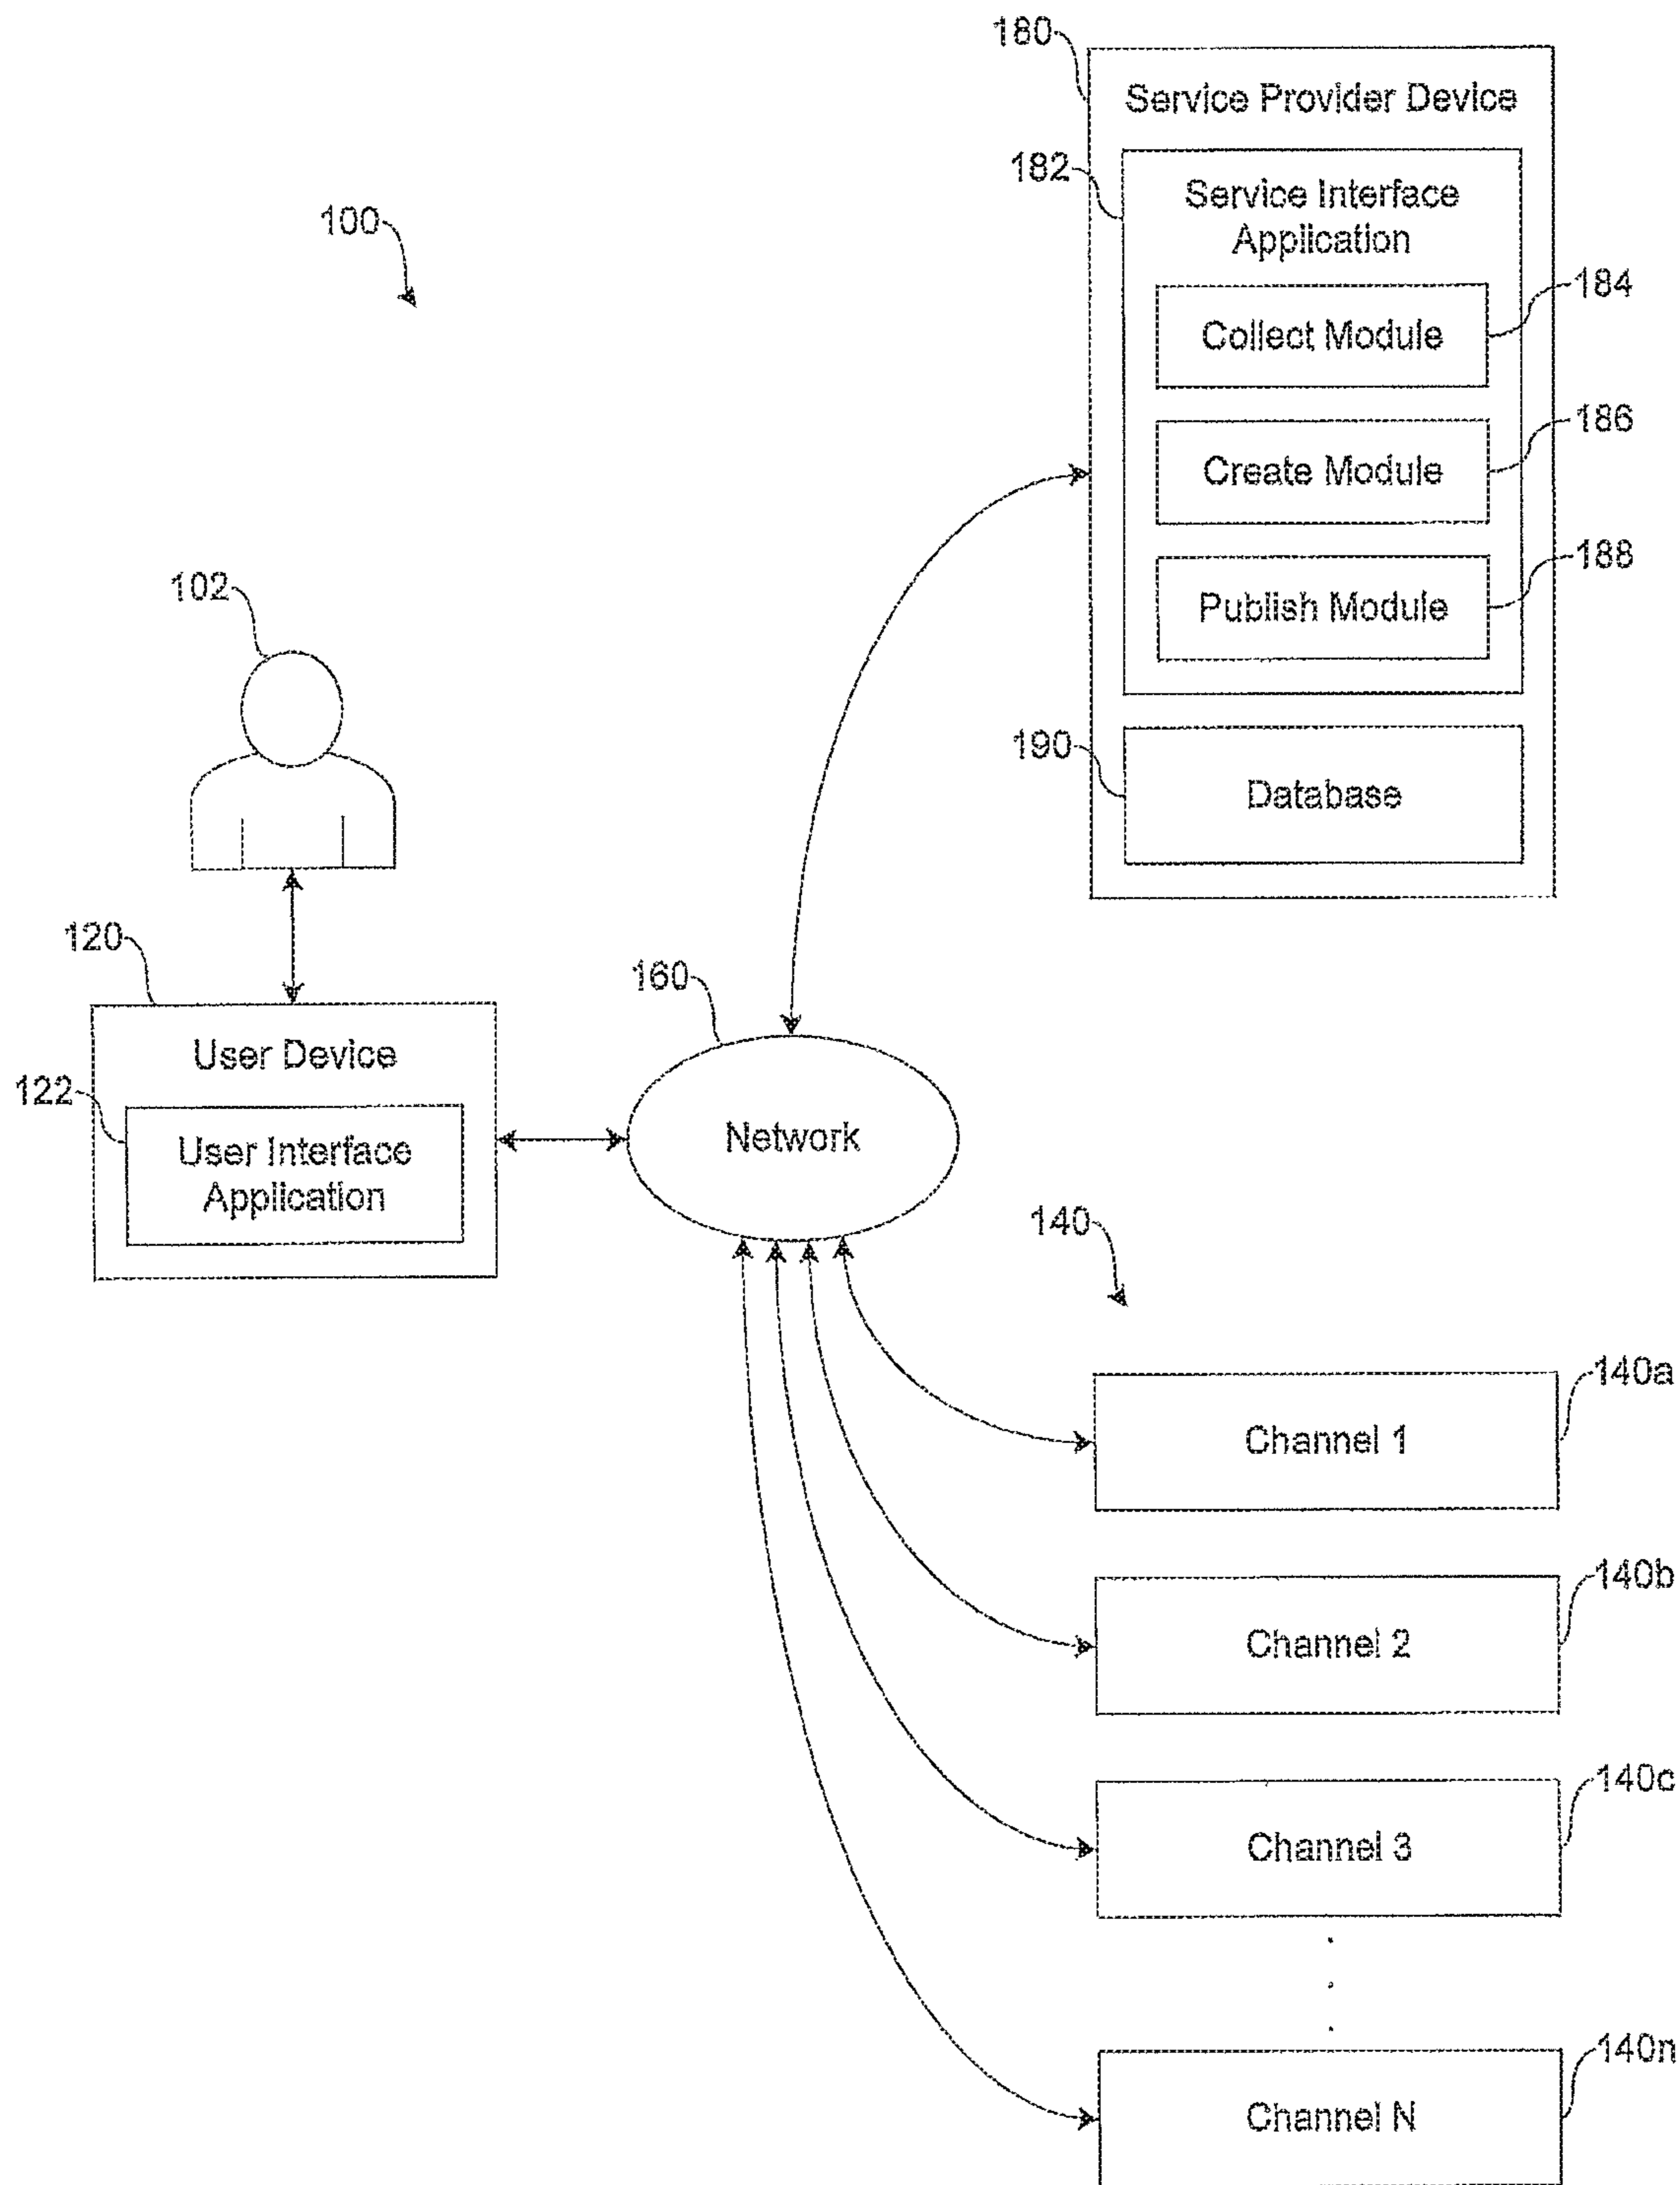 180
Service Provider Device
182
Service Interface
Application
100
184
Collect Module
186
Create Module
188
Publish Module
102
190
Database
120
160
User Device
122
User Interface
Application
Network
140
140a
Channel 1
140b
Channel 2
140c
Channel 3
140n
Channel N